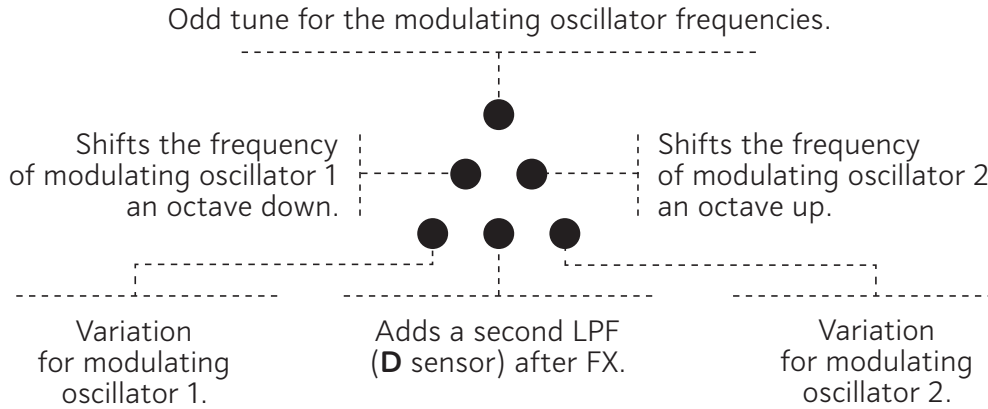 Odd tune for the modulating oscillator frequencies.
Shifts the frequency
of modulating oscillator 1
an octave down.
Shifts the frequency
of modulating oscillator 2
an octave up.
Variation
for modulating
oscillator 1.
Adds a second LPF
(D sensor) after FX.
Variation
for modulating
oscillator 2.